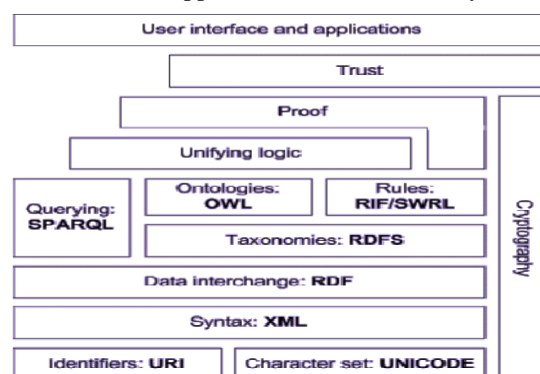 User interface and applications
Trust
Proof
Unifying logic
Querying:
SPARQL
Ontologies:
OWL
Rules:
RIF/SWRL
Taxonomies: RDFS
Data interchange: RDF
Syntax: XML
Identifiers: URI
Character set: UNICODE
Cryptography